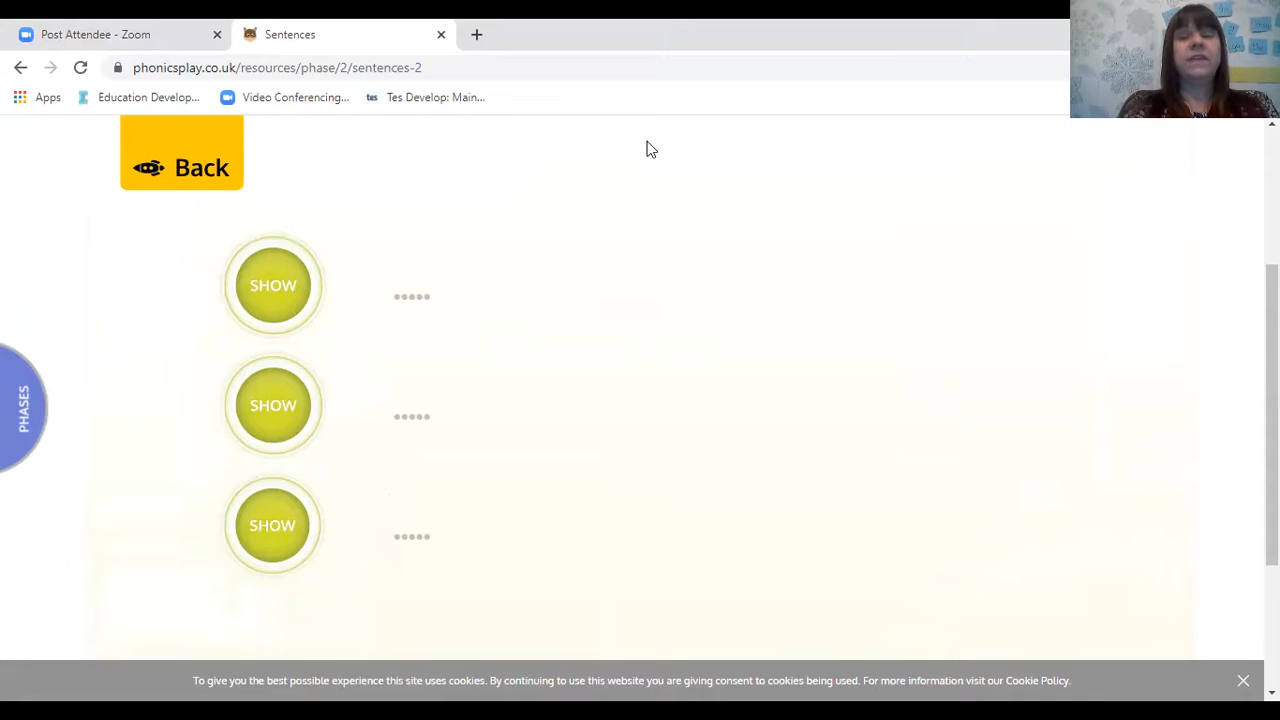 Post Attendee - Zoom
Sentences
phonicsplay.co.uk/resources/phase/2/sentences-2
Apps
Education Develop...
Video Conferencing...
tes
Tes Develop: Main...
Back
SHOW
•••••
SHOW
•••••
SHOW
•••••
PHASES
To give you the best possible experience this site uses cookies. By continuing to use this website you are giving consent to cookies being used. For more information visit our Cookie Policy.